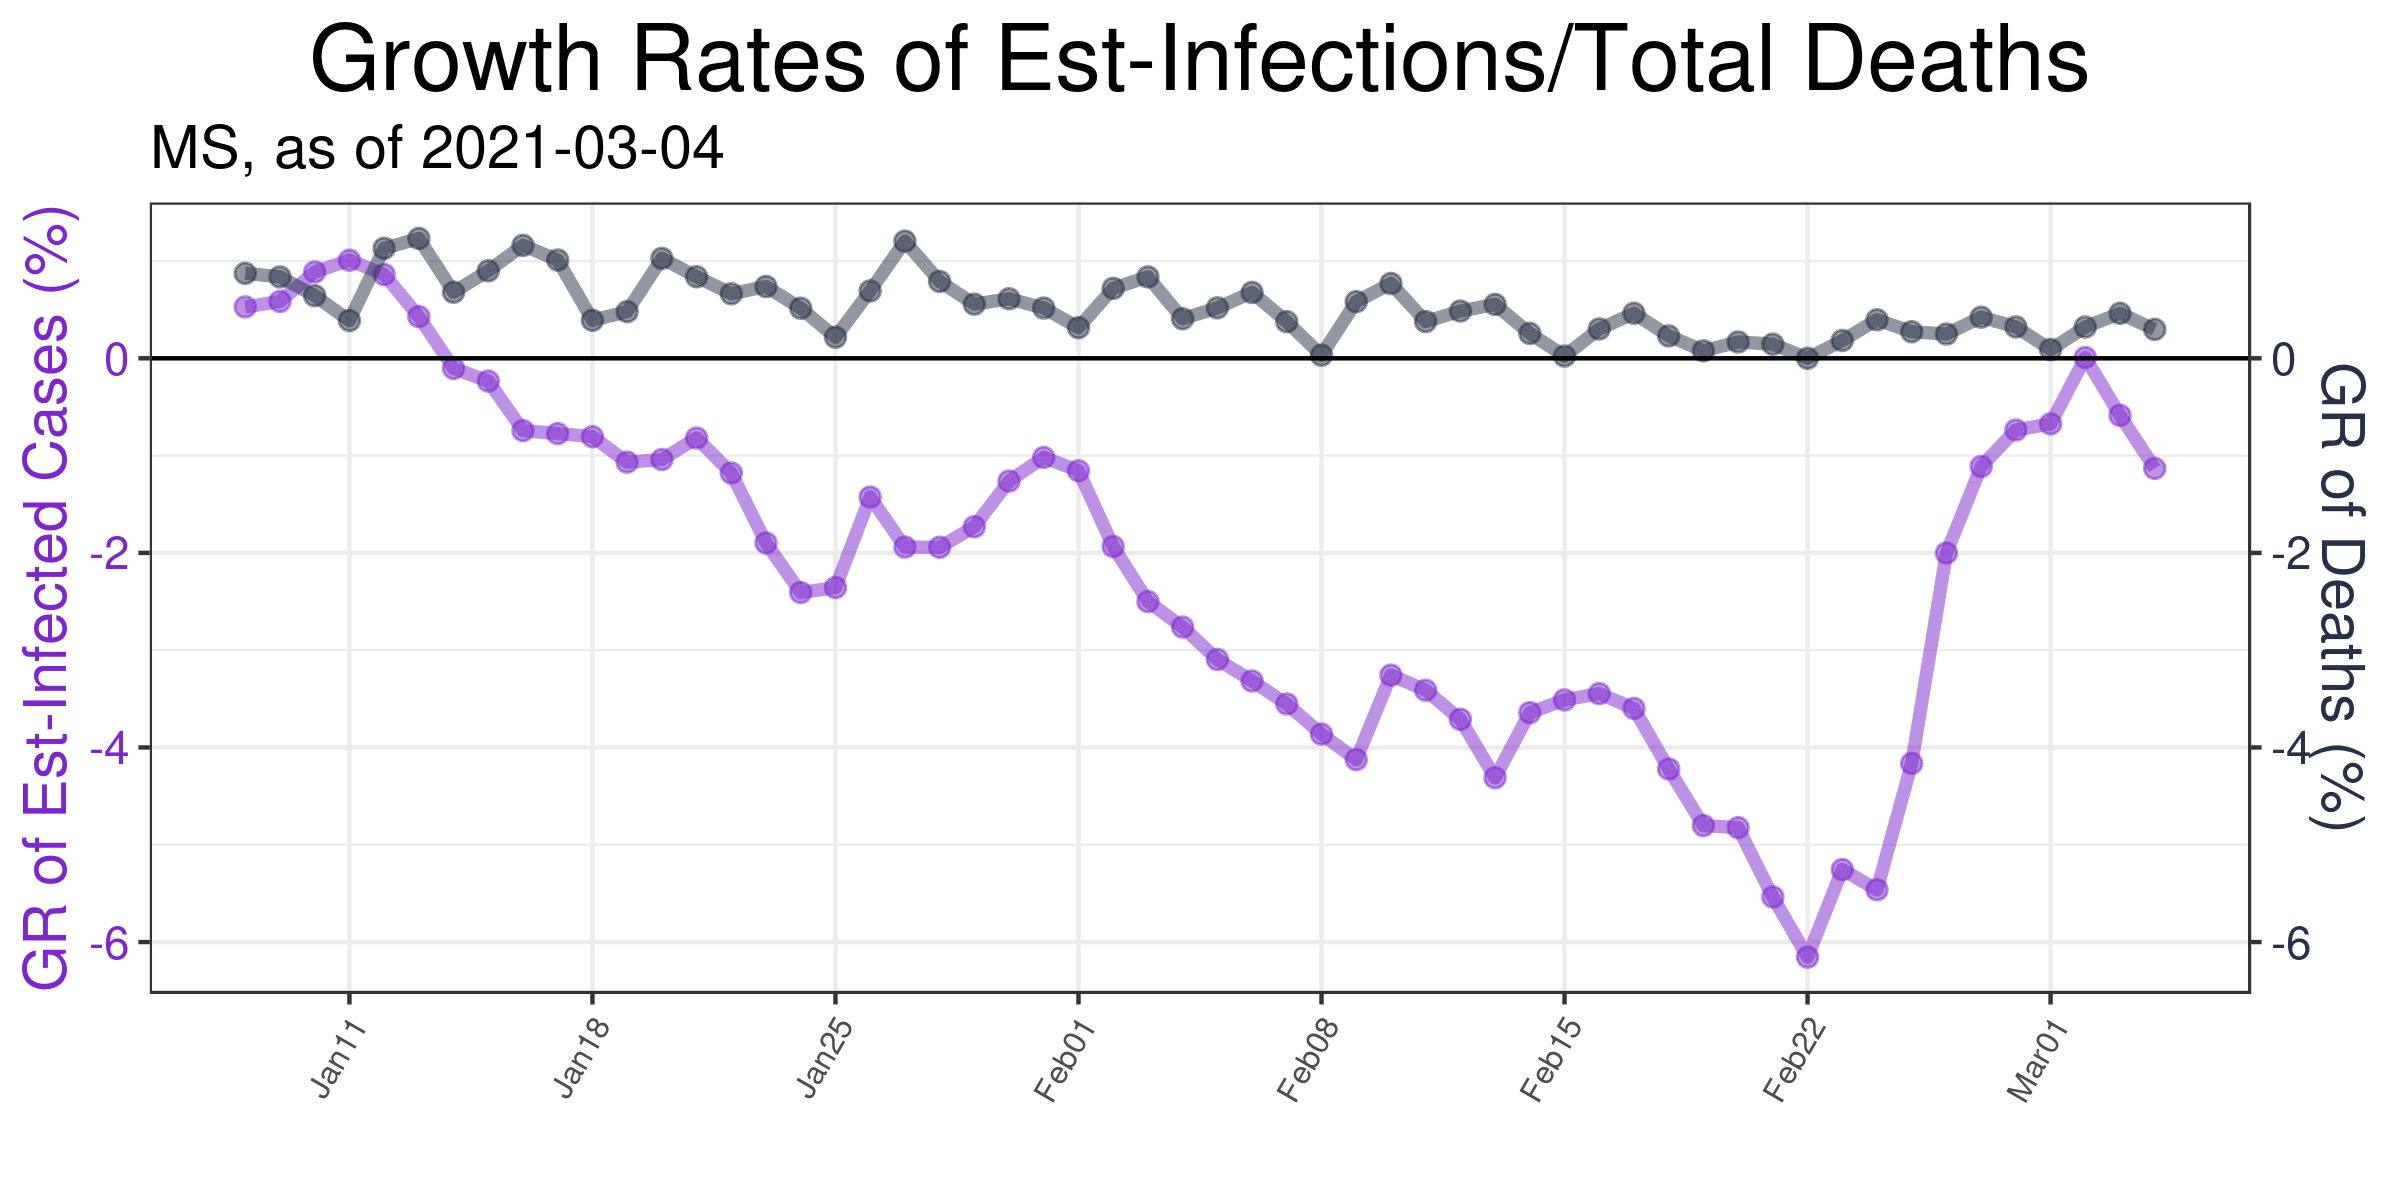 Growth Rates of Est-Infections/Total Deaths
MS, as of 2021-03-04
GR of Est-Infected Cases (%)
0
-2
-4
-6
0
-2
-4
-6
GR of Deaths (%)
Jan11
Jan18
Jan25
Feb01
Feb08
Feb15
Feb22
Mar01